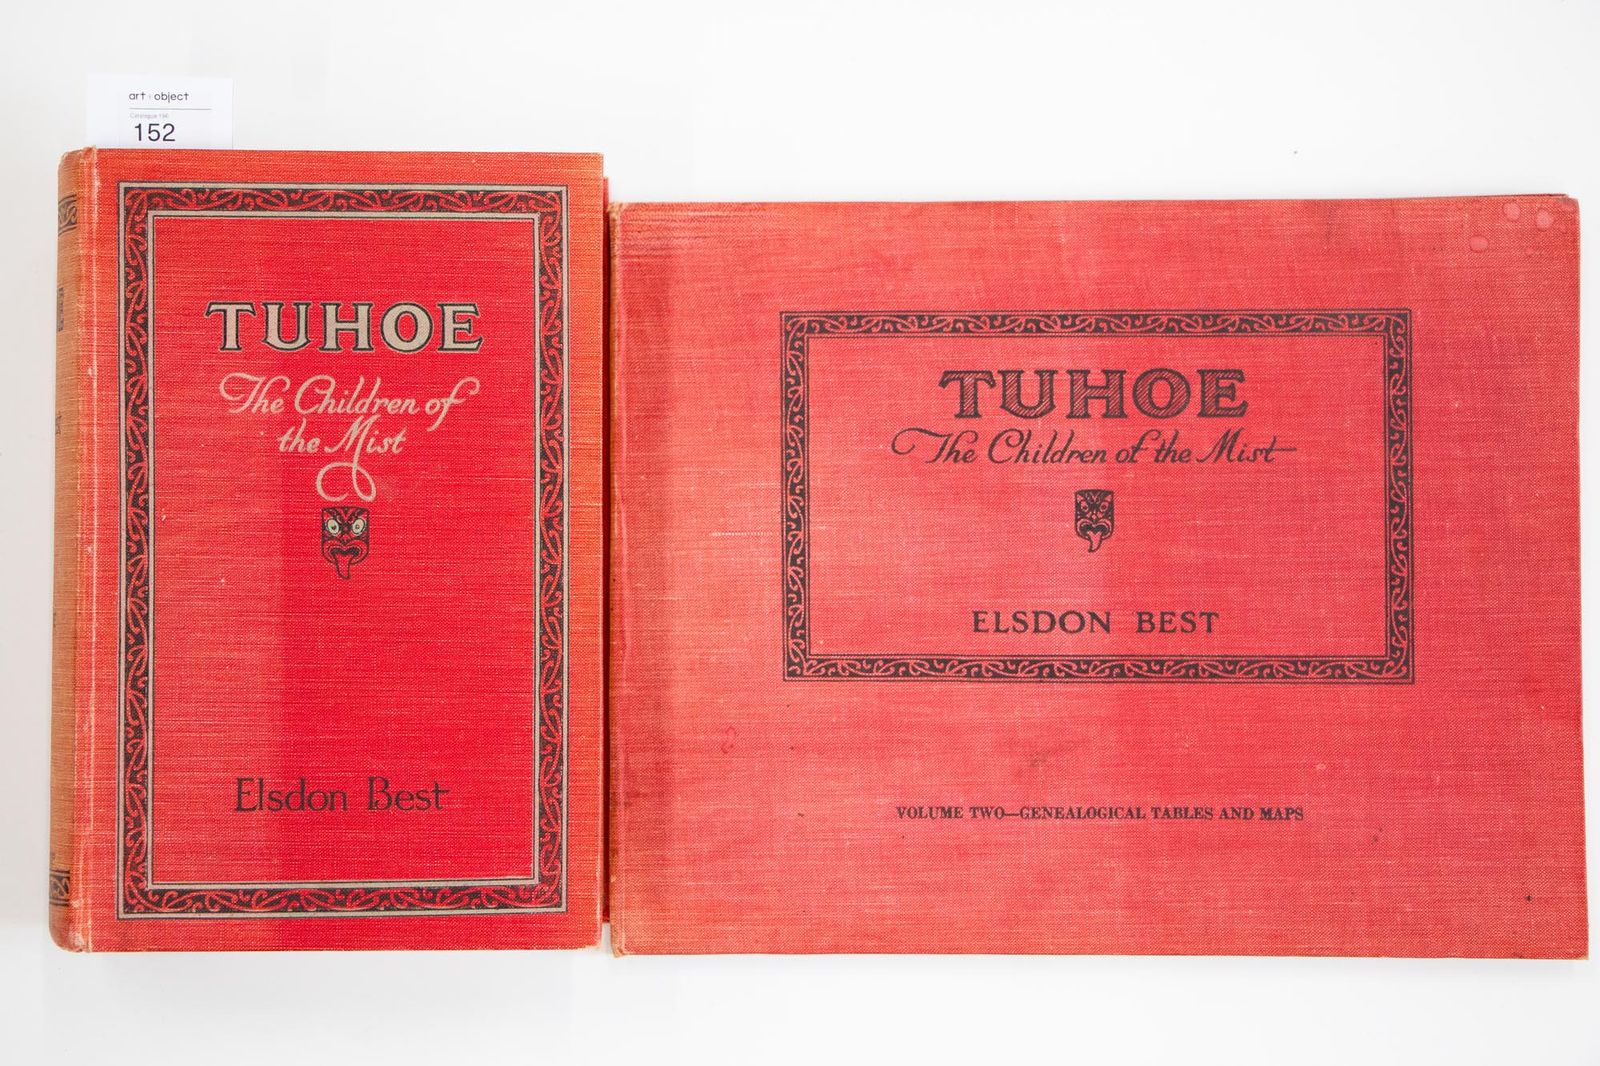 art+object
152
TUHOE
The Children of
the Mist
Elsdon Best
TUHOE
The Children of the Mist
ELSDON BEST
VOLUME TWO—GENEALOGICAL TABLES AND MAPS